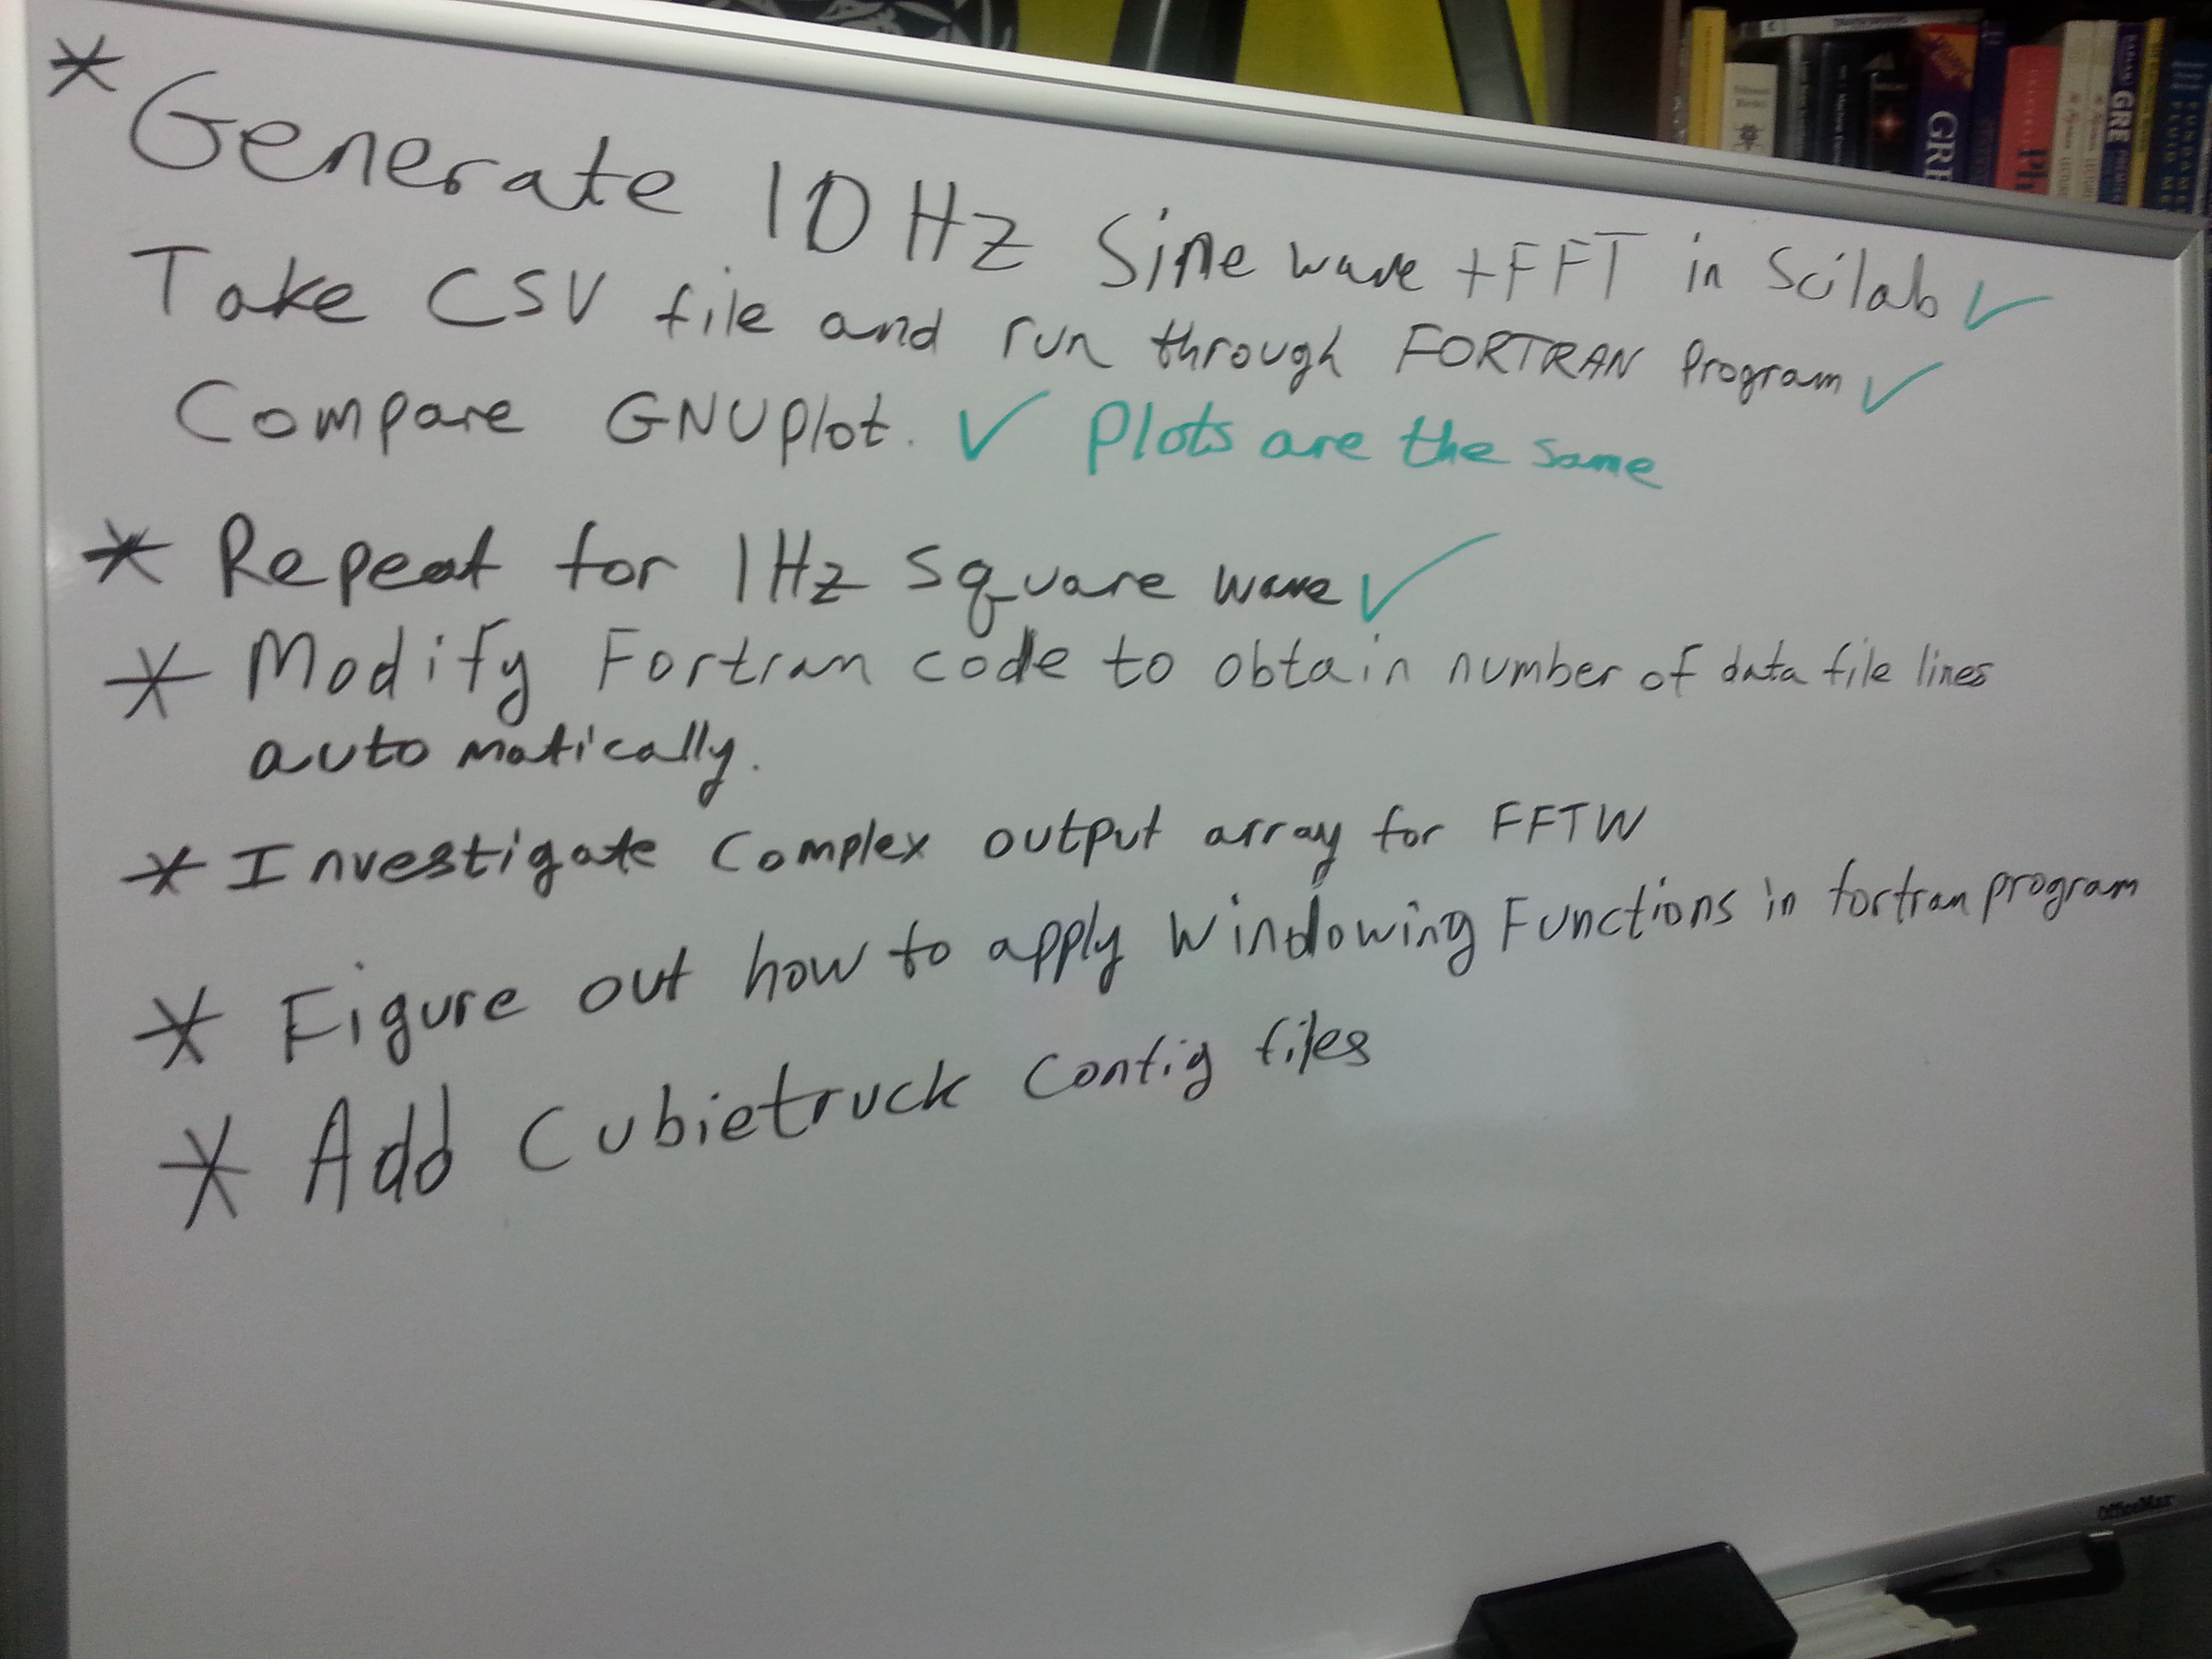 * Generate 10 Hz Sine wave + FFT in Scilab ✓
Take CSV file and run through FORTRAN Program ✓
Compare GNUplot. ✓ Plots are the same
* Repeat for 1Hz square wave ✓
* Modify Fortran code to obtain number of data file lines
automatically.
* Investigate Complex output array for FFTW
* Figure out how to apply Windowing Functions in fortran program
* Add Cubietruck Config files
GRE
Ph
GRE
OfficeMax